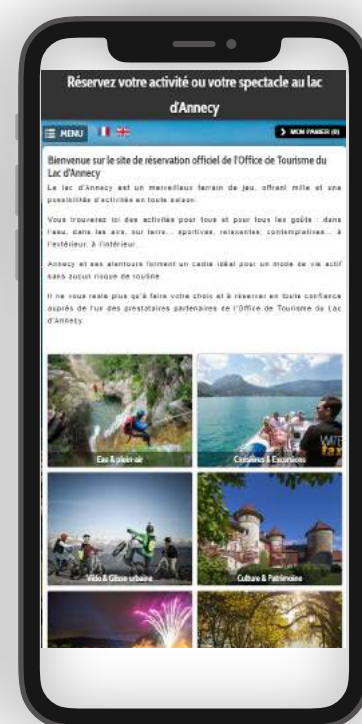 Réservez votre activité ou votre spectacle au lac
d'Annecy
MENU
MON PANIER (0)
Bienvenue sur le site de réservation officiel de l'Office de Tourisme du
Lac d'Annecy
Le lac d'Annecy est un merveilleux terrain de jeu, offrant mille et une
possibilités d'activités en toute saison.
Vous trouverez ici des activités pour tous et pour tous les goûts : dans
l'eau, dans les airs, sur terre... sportives, relaxantes, contemplatives... à
l'extérieur, à l'intérieur...
Annecy et ses alentours forment un cadre idéal pour un mode de vie actif
sans aucun risque de routine.
Il ne vous reste plus qu'à faire votre choix et à réserver en toute confiance
auprès de l'un des prestataires partenaires de l'Office de Tourisme du Lac
d'Annecy.
WATER
taxi
Eau & plein air
Croisières & Excursions
Vélo & Glisse urbaine
Culture & Patrimoine